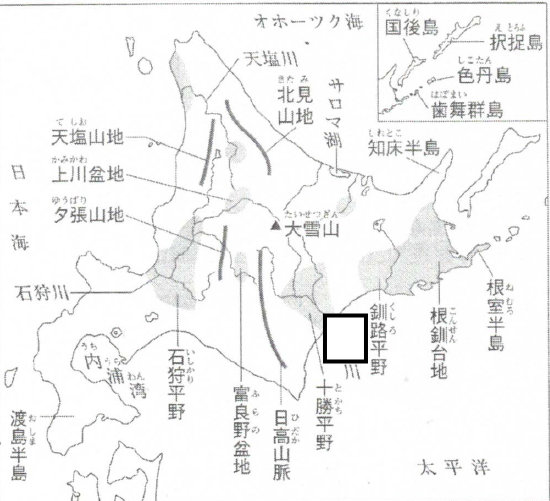 オホーツク海
くなしり
国後島
えとろふ
択捉島
しこたん
色丹島
はぼまい
歯舞群島
天塩川
きたみ
北見
山地
サロマ湖
しれとこ
知床半島
てしお
天塩山地
かみかわ
上川盆地
ゆうばり
夕張山地
日本海
たいせつざん
大雪山
石狩川
うち うら わん
内浦湾
おしま
渡島半島
いしかり
石狩平野
ふらの
富良野盆地
ひだか
日高山脈
とかち
十勝平野
川
くしろ
釧路平野
こんせん
根釧台地
ねむろ
根室半島
太平洋